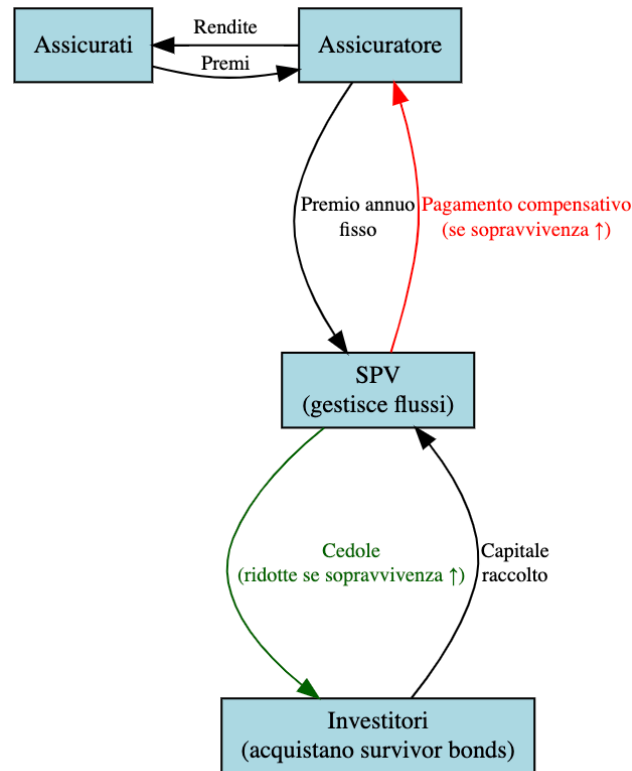 Assicurati
Rendite
Premi
Assicuratore
Premio annuo
fisso
Pagamento compensativo
(se sopravvivenza ↑)
SPV
(gestisce flussi)
Cedole
(ridotte se sopravvivenza ↑)
Capitale
raccolto
Investitori
(acquistano survivor bonds)